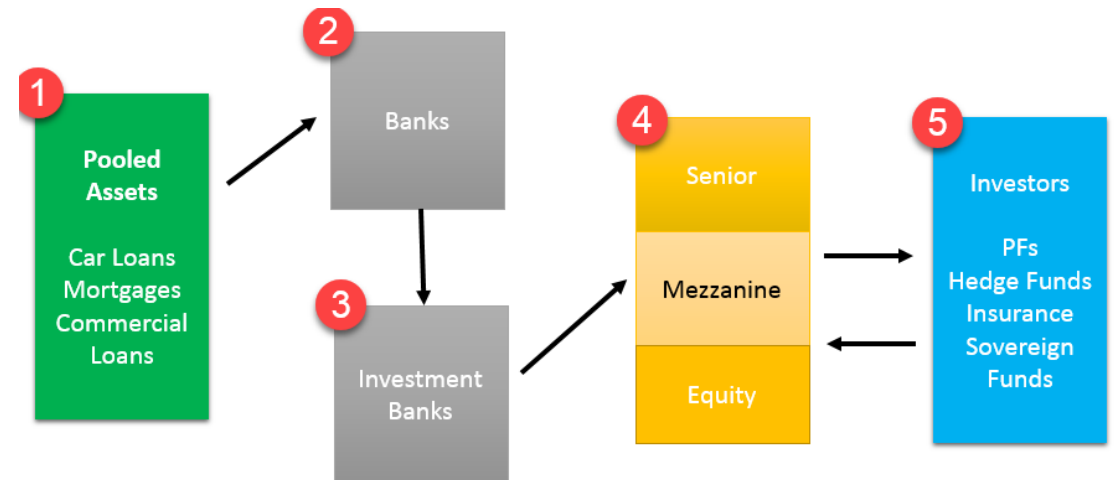 1
Pooled
Assets
Car Loans
Mortgages
Commercial
Loans
2
Banks
3
Investment
Banks
4
Senior
Mezzanine
Equity
5
Investors
PFs
Hedge Funds
Insurance
Sovereign
Funds